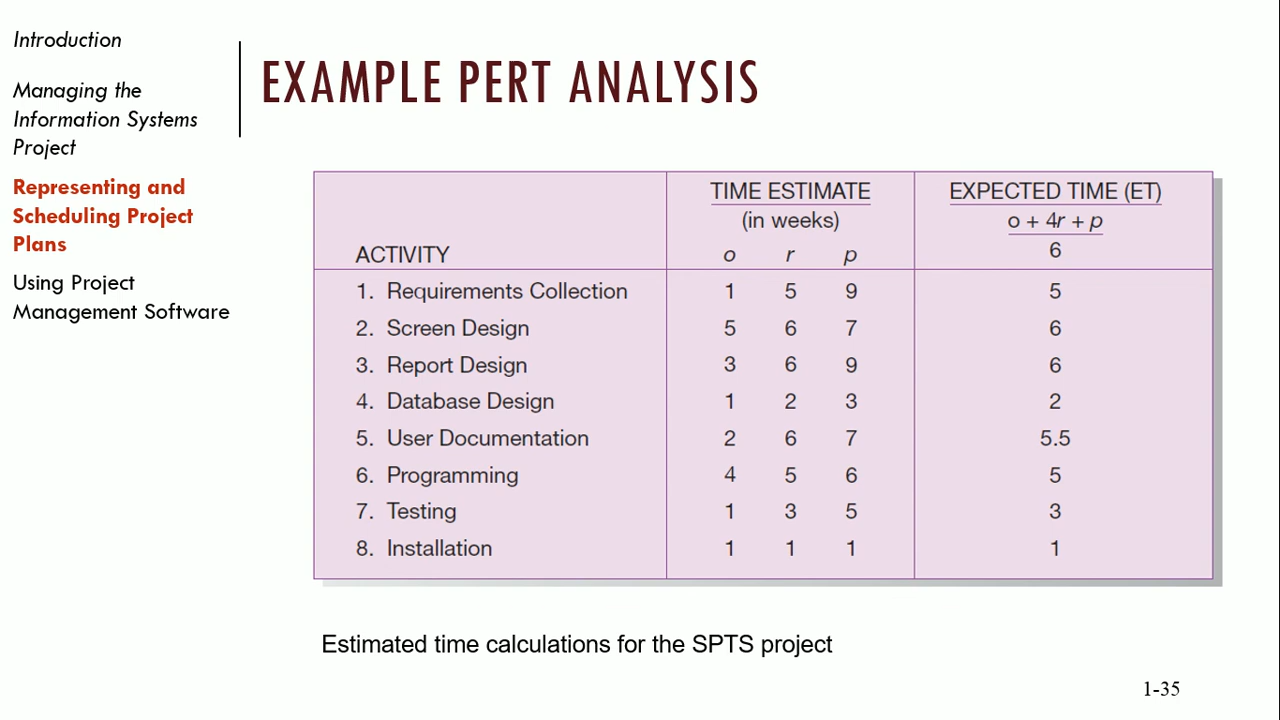 Introduction
Managing the
Information Systems
Project
Representing and
Scheduling Project
Plans
Using Project
Management Software
EXAMPLE PERT ANALYSIS
TIME ESTIMATE EXPECTED TIME (ET)
(in weeks) o + 4r + p
ACTIVITY o r p 6
1. Requirements Collection 1 5 9 5
2. Screen Design 5 6 7 6
3. Report Design 3 6 9 6
4. Database Design 1 2 3 2
5. User Documentation 2 6 7 5.5
6. Programming 4 5 6 5
7. Testing 1 3 5 3
8. Installation 1 1 1 1
Estimated time calculations for the SPTS project
1-35